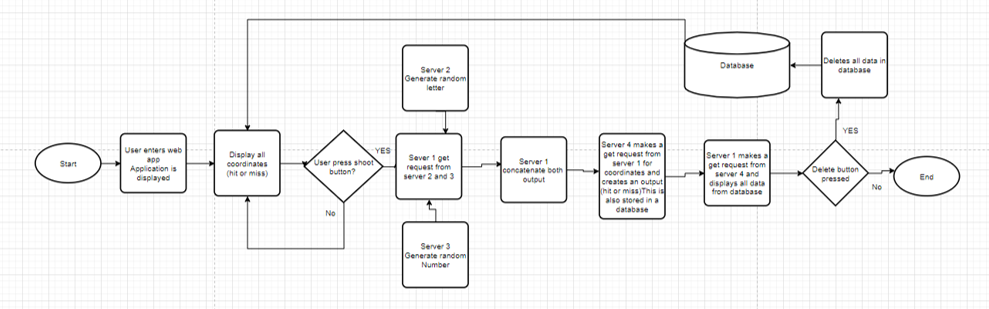 Start
User enters web
app
Application is
displayed
Display all
coordinates
(hit or miss)
User press shoot
button?
YES
No
Server 2
Generate random
letter
Sever 1 get
request from
server 2 and 3
Server 3
Generate random
Number
Server 1
concatenate both
output
Server 4 makes a
get request from
server 1 for
coordinates and
creates an output
(hit or miss)This is
also stored in a
database
Server 1 makes a
get request from
server 4 and
displays all data
from database
Delete button
pressed
YES
No
Deletes all data in
database
Database
End